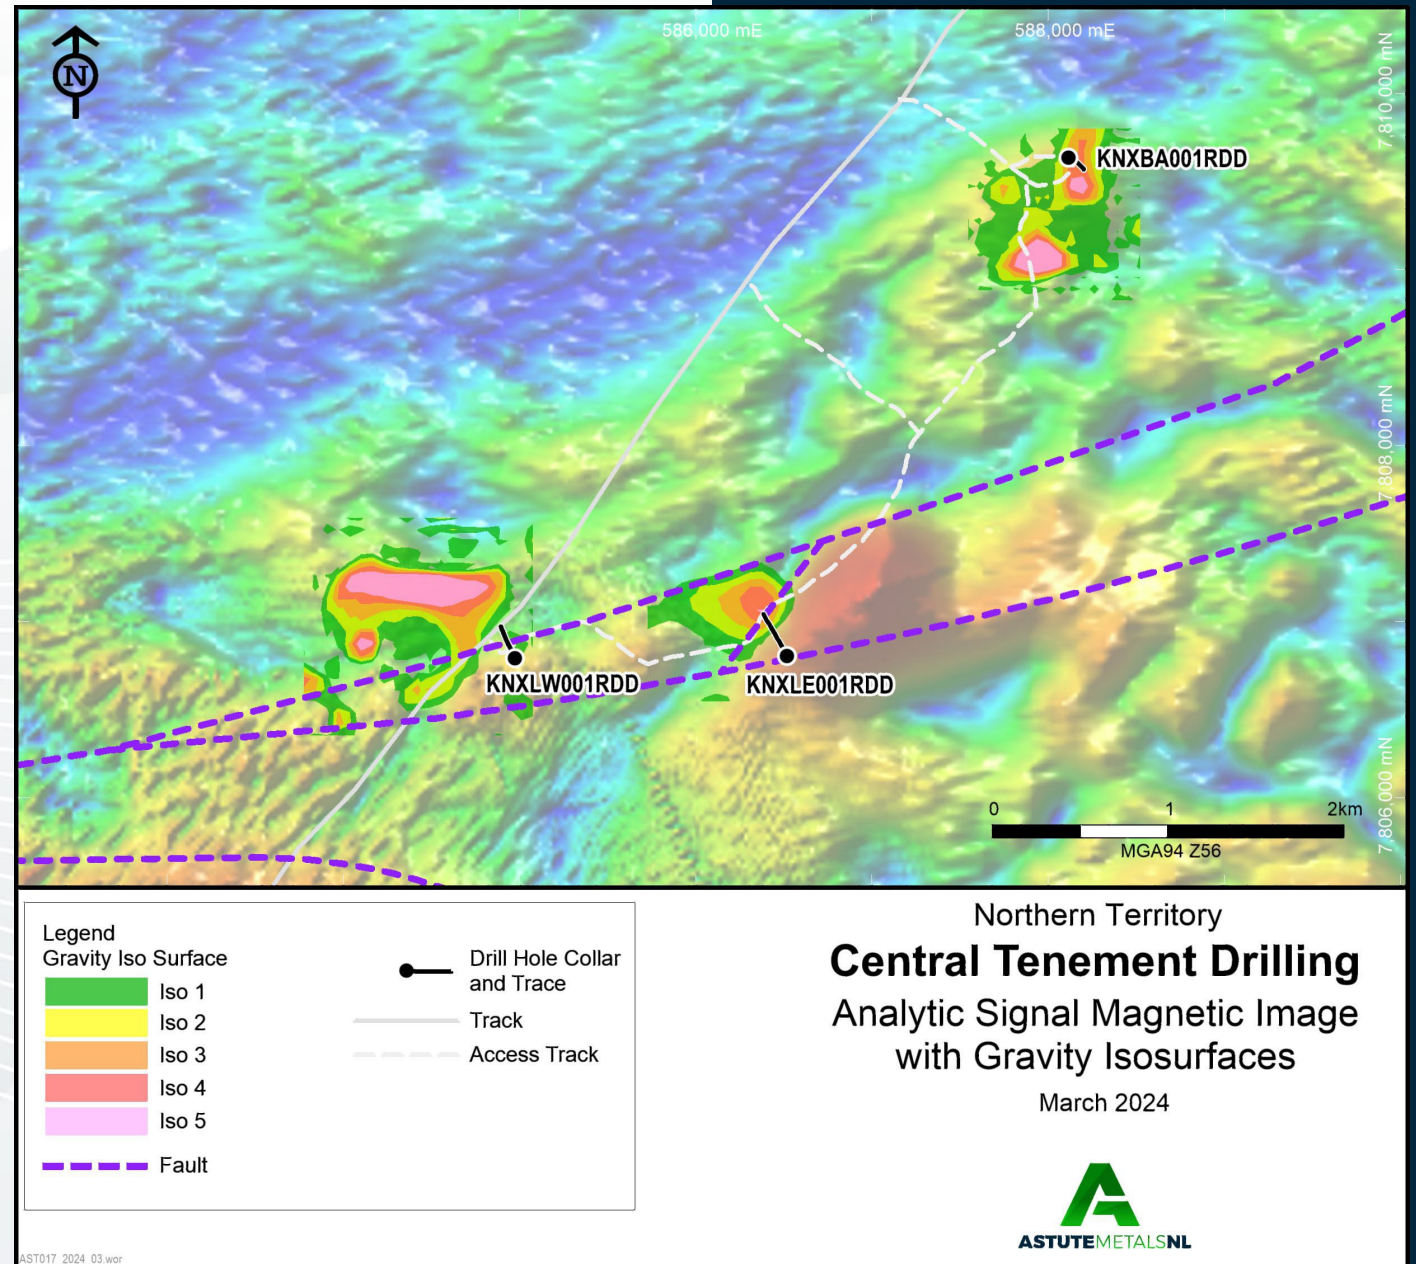 586,000 mE
588,000 mE
N
7,810,000 mN
KNXBA001RDD
7,808,000 mN
KNXLW001RDD
KNXLE001RDD
7,806,000 mN
0 1 2km
MGA94 Z56
Legend
Gravity Iso Surface
Iso 1
Iso 2
Iso 3
Iso 4
Iso 5
Fault
Drill Hole Collar
and Trace
Track
Access Track
Northern Territory
Central Tenement Drilling
Analytic Signal Magnetic Image
with Gravity Isosurfaces
March 2024
ASTUTEMETALSNL
AST017_2024_03.wor